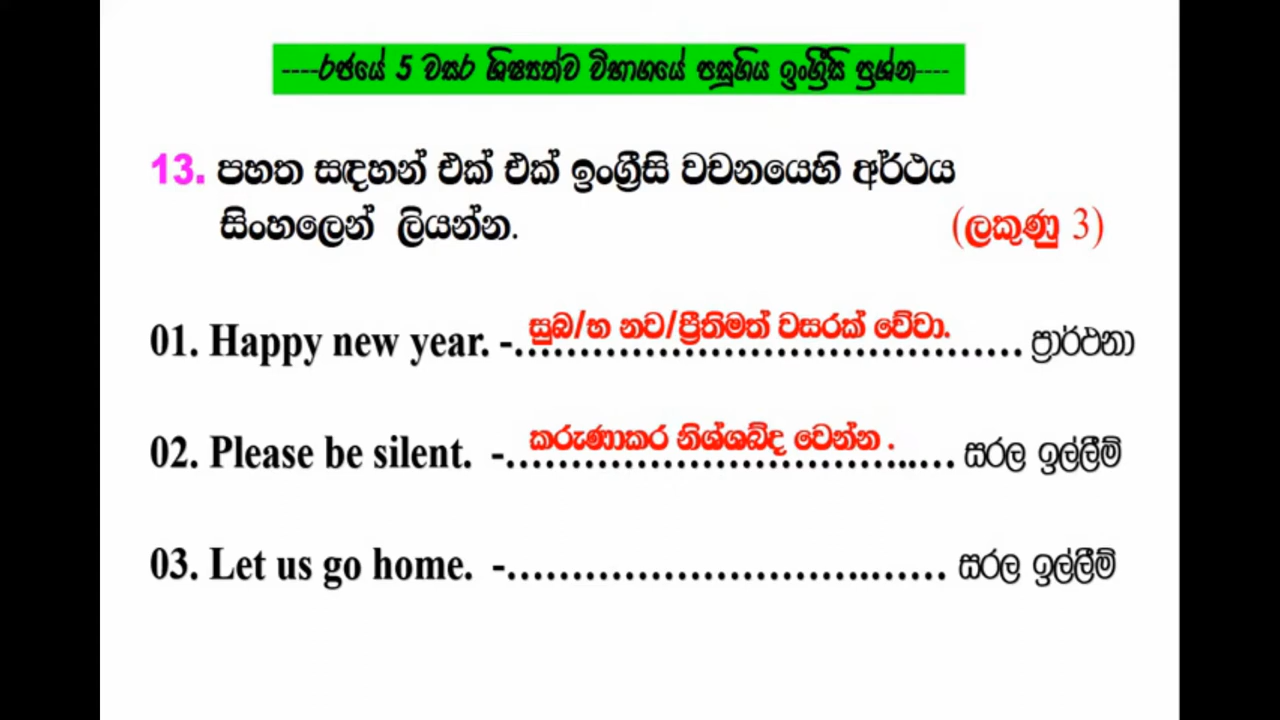 ----රජයේ 5 වසර ශිෂ්‍යත්ව විභාගයේ පසුගිය ඉංග්‍රීසි ප්‍රශ්න----
13. පහත සඳහන් එක් එක් ඉංග්‍රීසි වචනයෙහි අර්ථය
සිංහලෙන් ලියන්න. (ලකුණු 3)
01. Happy new year. -සුබ/භ නව/ප්‍රීතිමත් වසරක් වේවා. ප්‍රාර්ථනා
02. Please be silent. -කරුණාකර නිශ්ශබ්ද වෙන්න . සරල ඉල්ලීම්
03. Let us go home. -................................... සරල ඉල්ලීම්